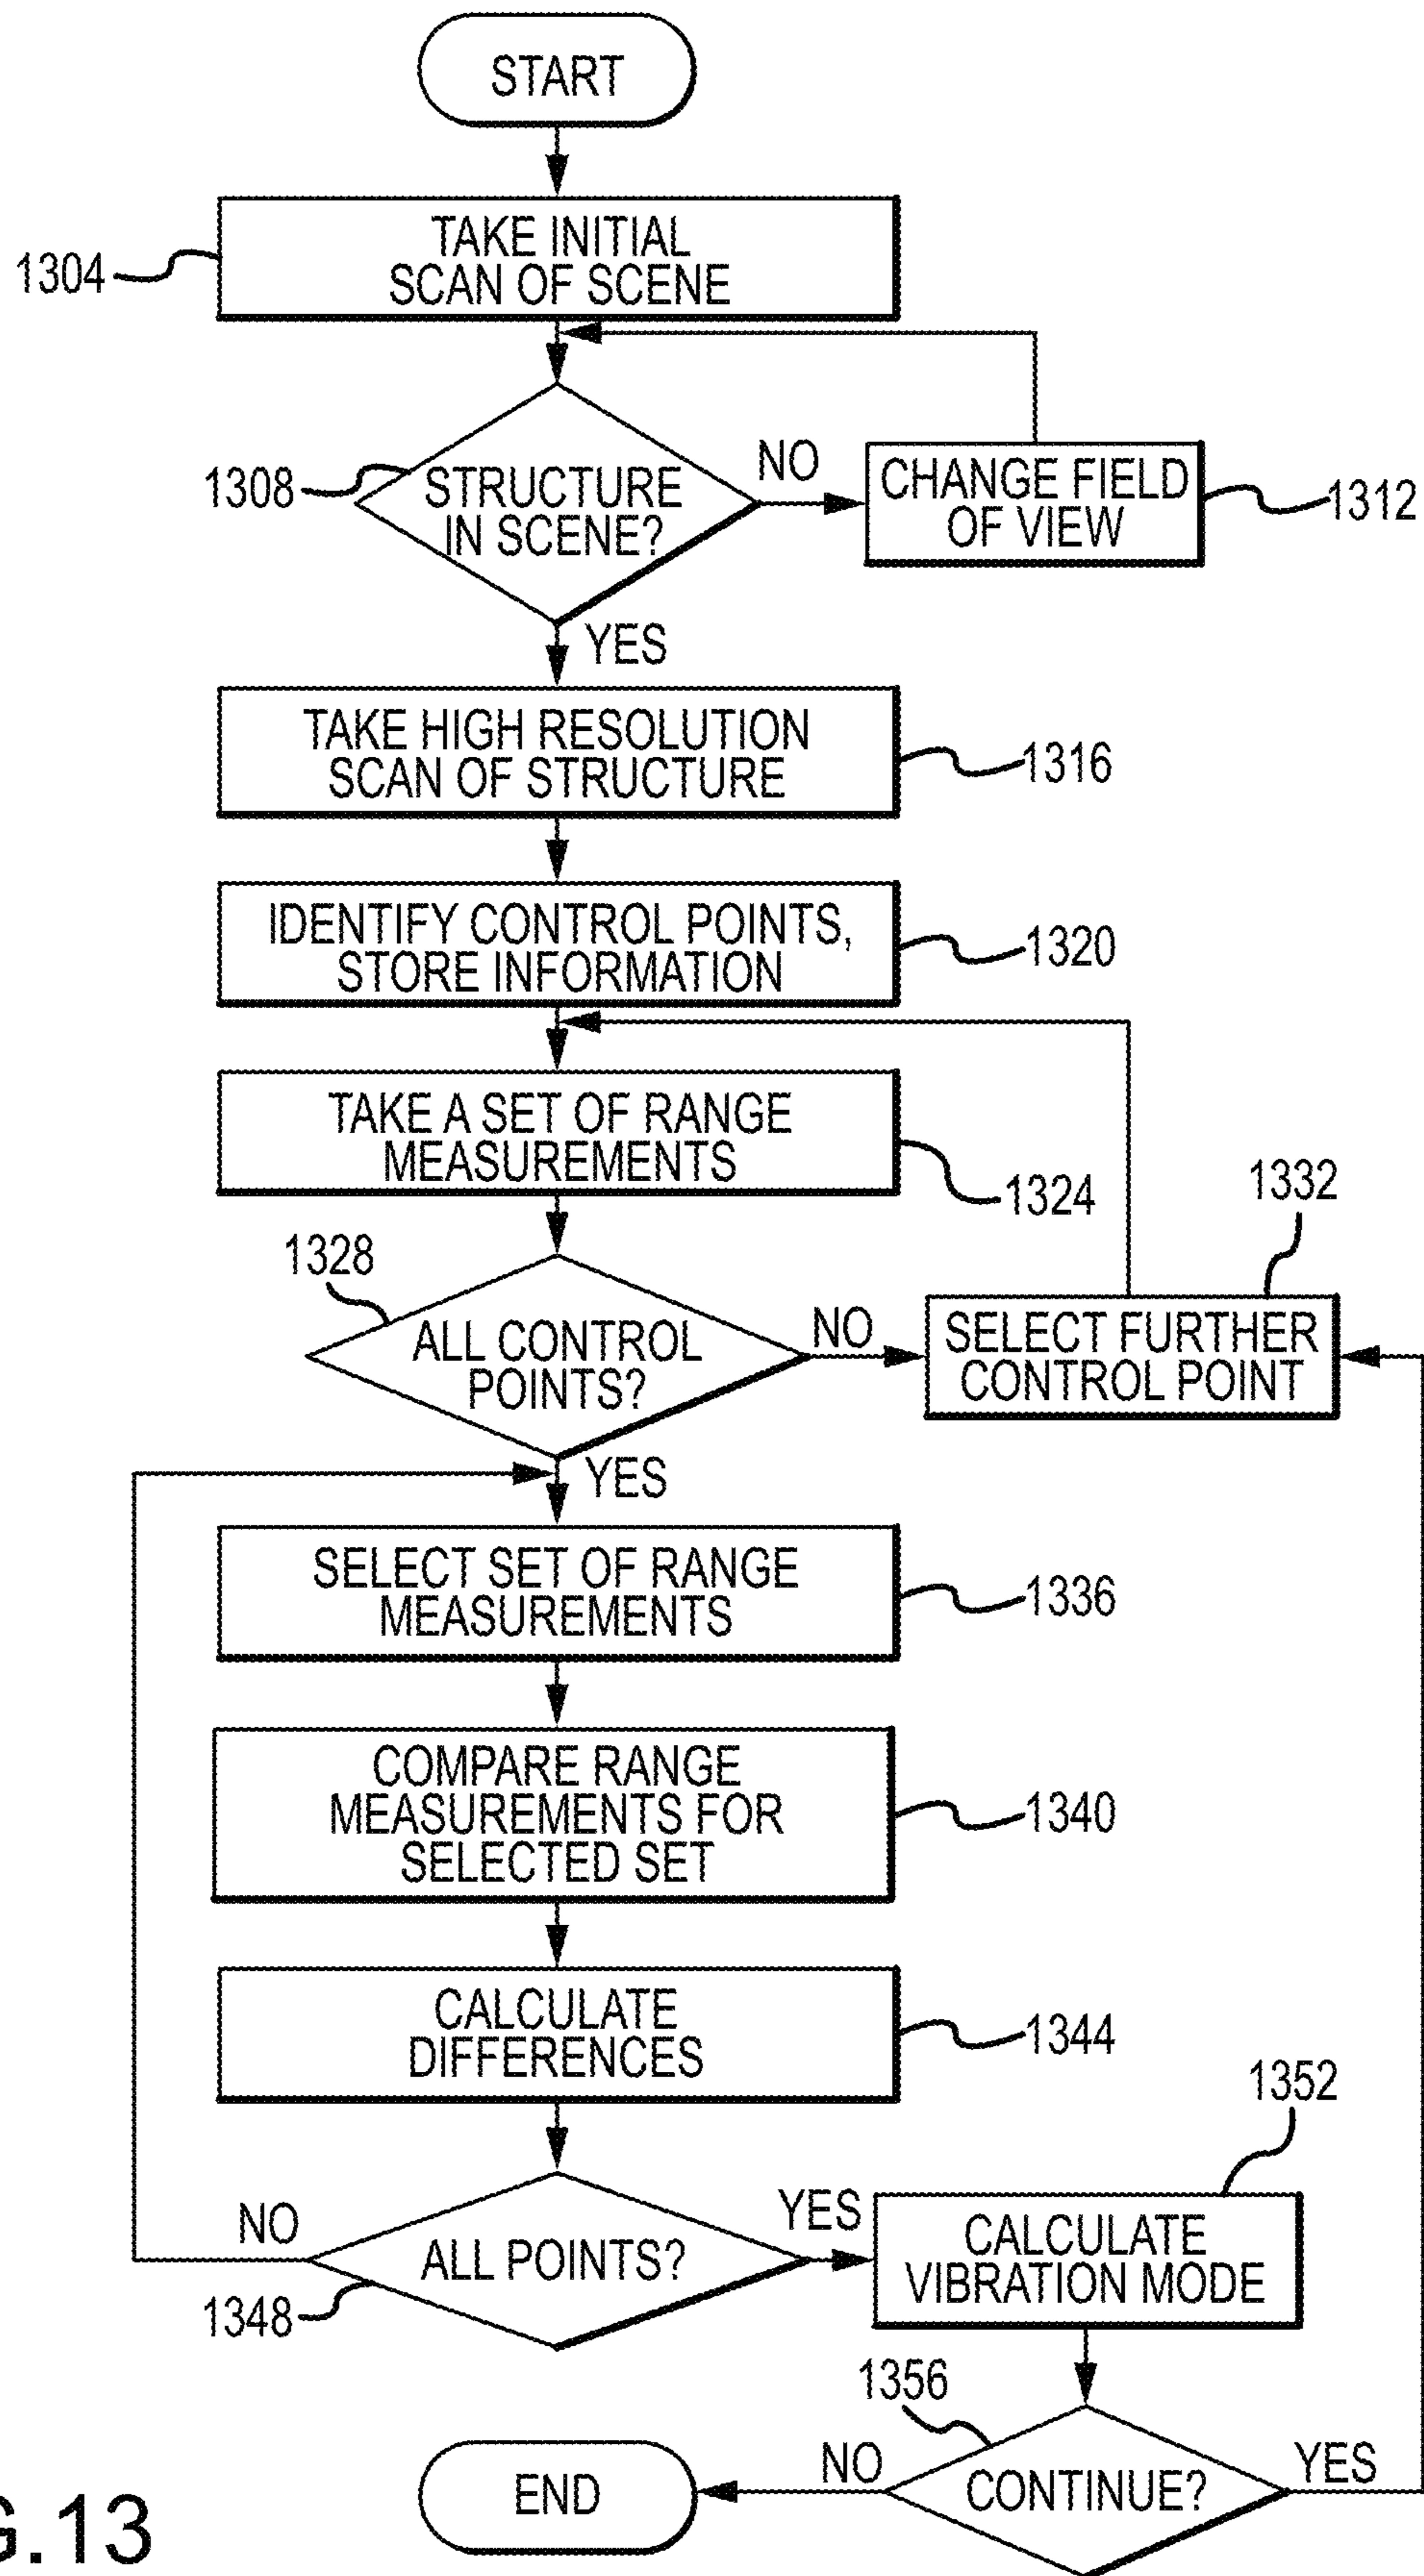 START
TAKE INITIAL
SCAN OF SCENE
1304
STRUCTURE
IN SCENE?
1308
NO
CHANGE FIELD
OF VIEW
1312
YES
TAKE HIGH RESOLUTION
SCAN OF STRUCTURE
1316
IDENTIFY CONTROL POINTS,
STORE INFORMATION
1320
TAKE A SET OF RANGE
MEASUREMENTS
1324
1328
ALL CONTROL
POINTS?
NO
1332
SELECT FURTHER
CONTROL POINT
YES
SELECT SET OF RANGE
MEASUREMENTS
1336
COMPARE RANGE
MEASUREMENTS FOR
SELECTED SET
1340
CALCULATE
DIFFERENCES
1344
NO
ALL POINTS?
1348
YES
1352
CALCULATE
VIBRATION MODE
1356
CONTINUE?
YES
NO
END
G.13